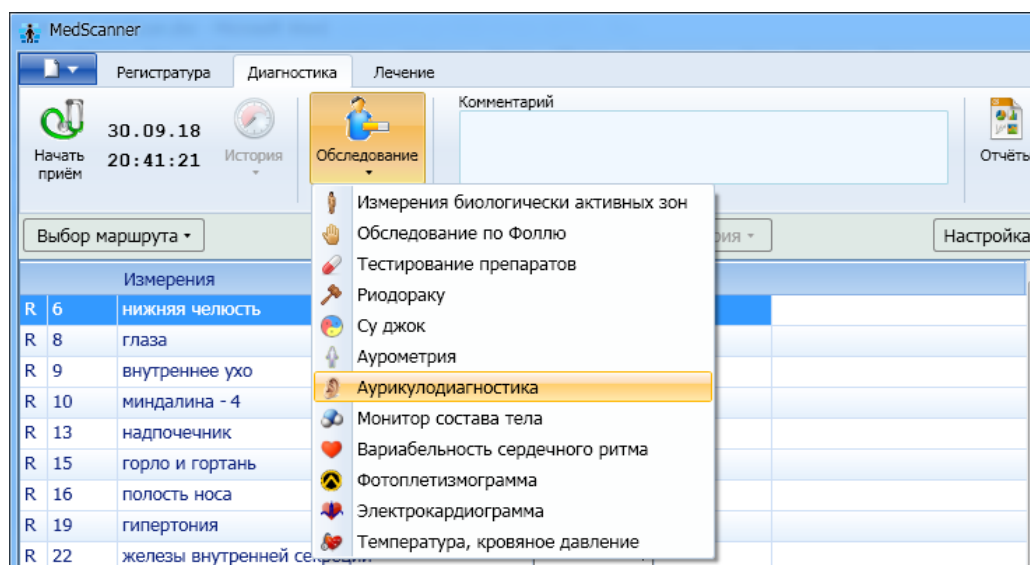 MedScanner
Регистратура Диагностика Лечение
Начать приём
30.09.18
20:41:21
История
Обследование
Комментарий
Отчёты
Измерения биологически активных зон
Обследование по Фоллю
Тестирование препаратов
Риодораку
Су джок
Аурометрия
Аурикулодиагностика
Монитор состава тела
Вариабельность сердечного ритма
Фотоплетизмограмма
Электрокардиограмма
Температура, кровяное давление
Выбор маршрута
Настройка
Измерения
R 6 нижняя челюсть
R 8 глаза
R 9 внутреннее ухо
R 10 миндалина - 4
R 13 надпочечник
R 15 горло и гортань
R 16 полость носа
R 19 гипертония
R 22 железы внутренней секреции